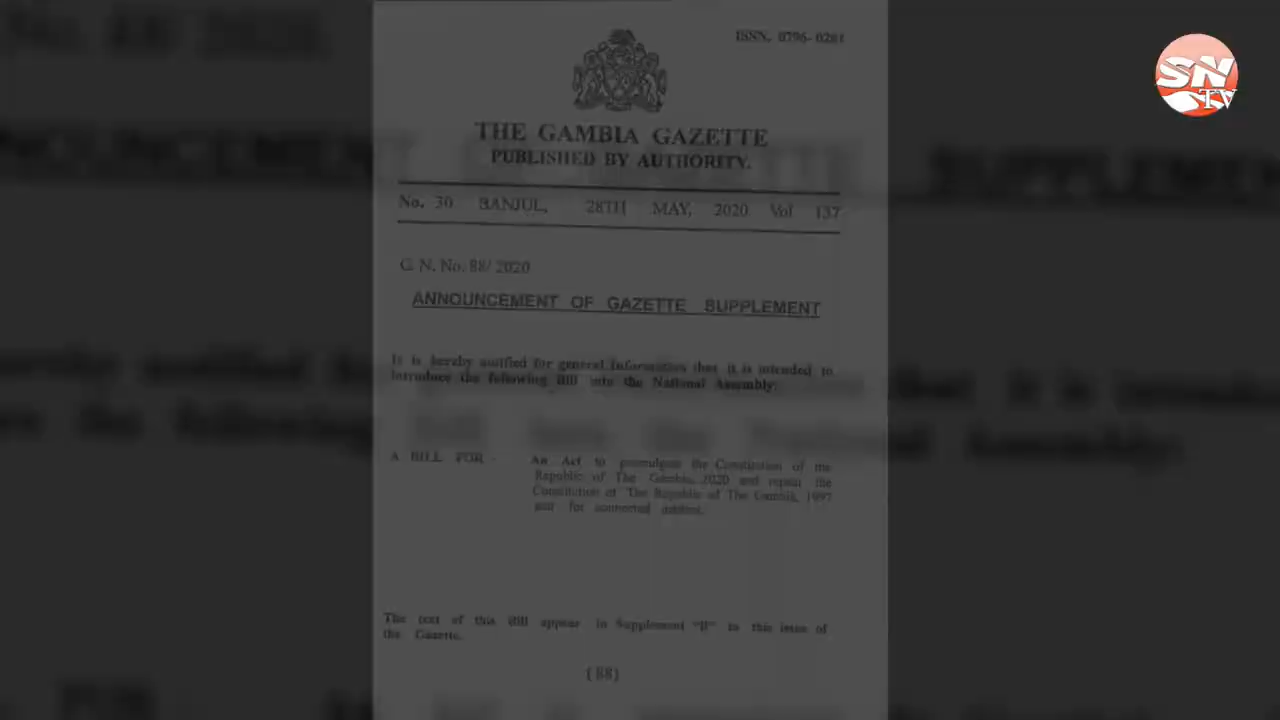 ISSN. 0796-0281
SN
TV
THE GAMBIA GAZETTE
PUBLISHED BY AUTHORITY.
No. 30 BANJUL, 28TH MAY, 2020 Vol 137
G. N. No. 88/ 2020
ANNOUNCEMENT OF GAZETTE SUPPLEMENT
It is hereby notified for general Information that it is intended to
introduce the following Bill into the National Assembly:
A BILL FOR - An Act to promulgate the Constitution of the
Republic of The Gambia, 2020 and repeal the
Constitution of The Republic of The Gambia, 1997
and for connected matters.
The text of this Bill appear in Supplement "B" to this issue of
the Gazette.
(88)